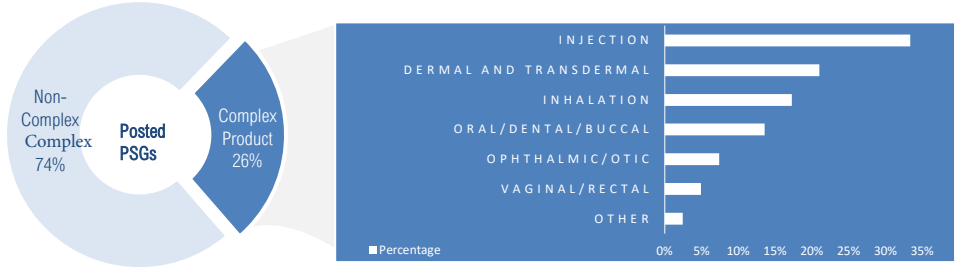 Non-
Complex
Complex
74%
Posted
PSGs
Complex
Product
26%
INJECTION
DERMAL AND TRANSDERMAL
INHALATION
ORAL/DENTAL/BUCCAL
OPHTHALMIC/OTIC
VAGINAL/RECTAL
OTHER
Percentage
0% 5% 10% 15% 20% 25% 30% 35%